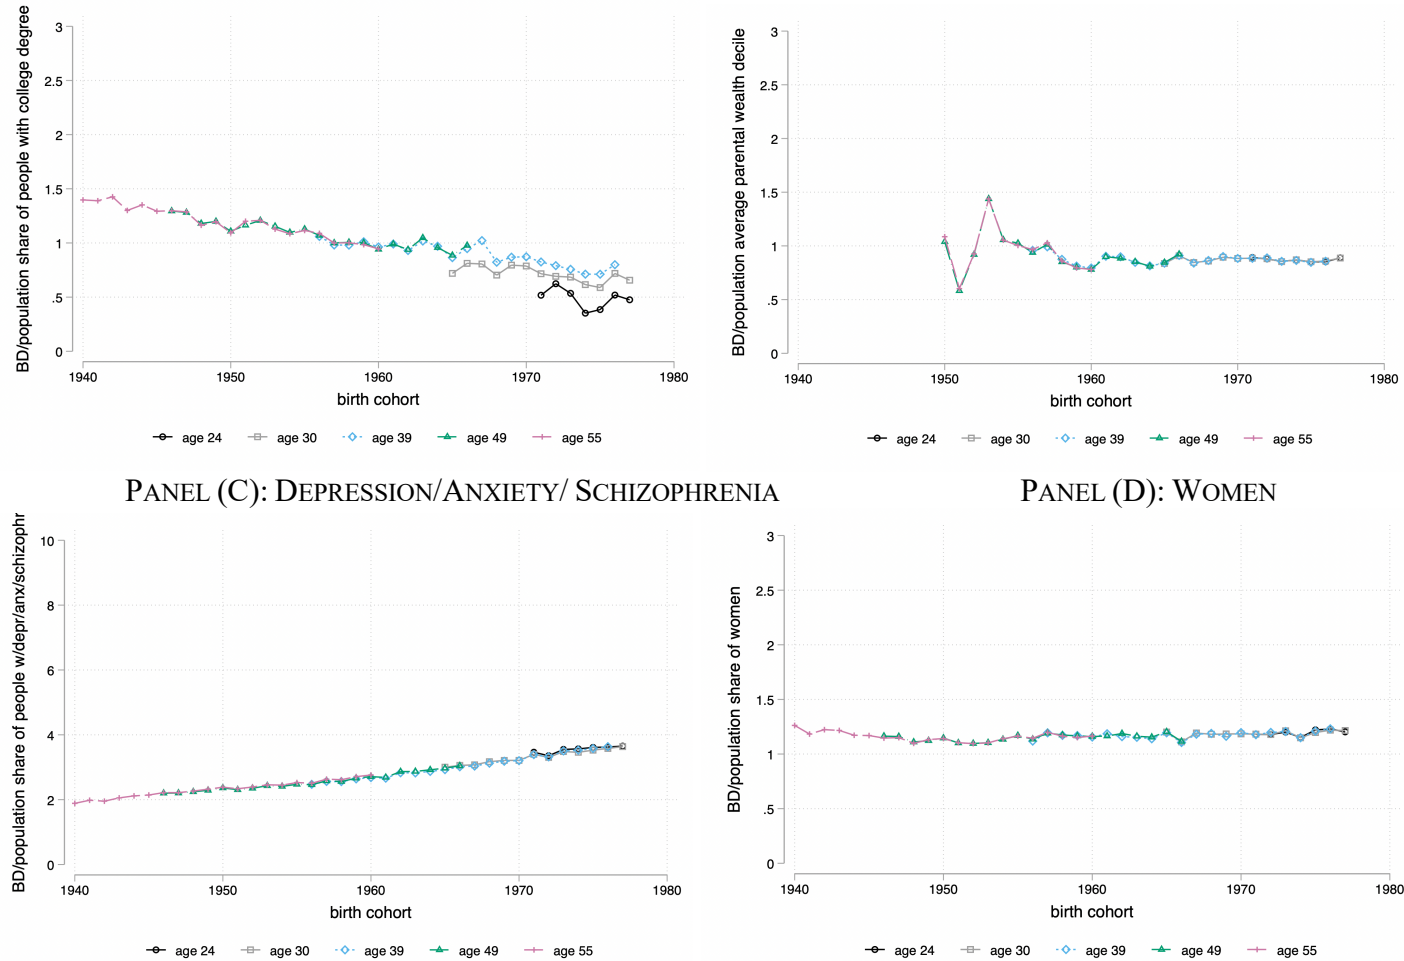 BD/population share of people with college degree
3
2.5
2
1.5
1
.5
0
1940 1950 1960 1970 1980
birth cohort
age 24 age 30 age 39 age 49 age 55
BD/population average parental wealth decile
3
2.5
2
1.5
1
.5
0
1940 1950 1960 1970 1980
birth cohort
age 24 age 30 age 39 age 49 age 55
PANEL (C): DEPRESSION/ANXIETY/ SCHIZOPHRENIA
PANEL (D): WOMEN
BD/population share of people w/depr/anx/schizophr
10
8
6
4
2
0
1940 1950 1960 1970 1980
birth cohort
age 24 age 30 age 39 age 49 age 55
BD/population share of women
3
2.5
2
1.5
1
.5
0
1940 1950 1960 1970 1980
birth cohort
age 24 age 30 age 39 age 49 age 55